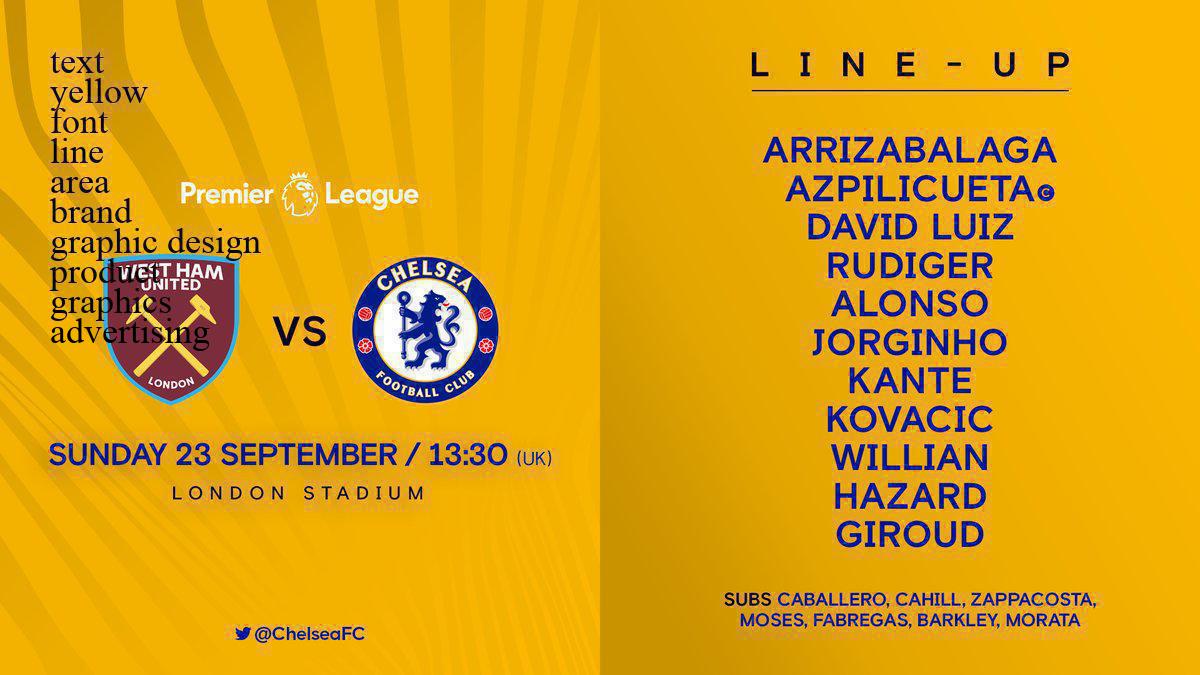 text
yellow
font
line
area
brand
graphic design
product
graphics
advertising
Premier League
WEST HAM
UNITED
LONDON
VS
CHELSEA
FOOTBALL CLUB
SUNDAY 23 SEPTEMBER / 13:30 (UK)
LONDON STADIUM
@ChelseaFC
LINE-UP
ARRIZABALAGA
AZPILICUETA©
DAVID LUIZ
RUDIGER
ALONSO
JORGINHO
KANTE
KOVACIC
WILLIAN
HAZARD
GIROUD
SUBS CABALLERO, CAHILL, ZAPPACOSTA,
MOSES, FABREGAS, BARKLEY, MORATA